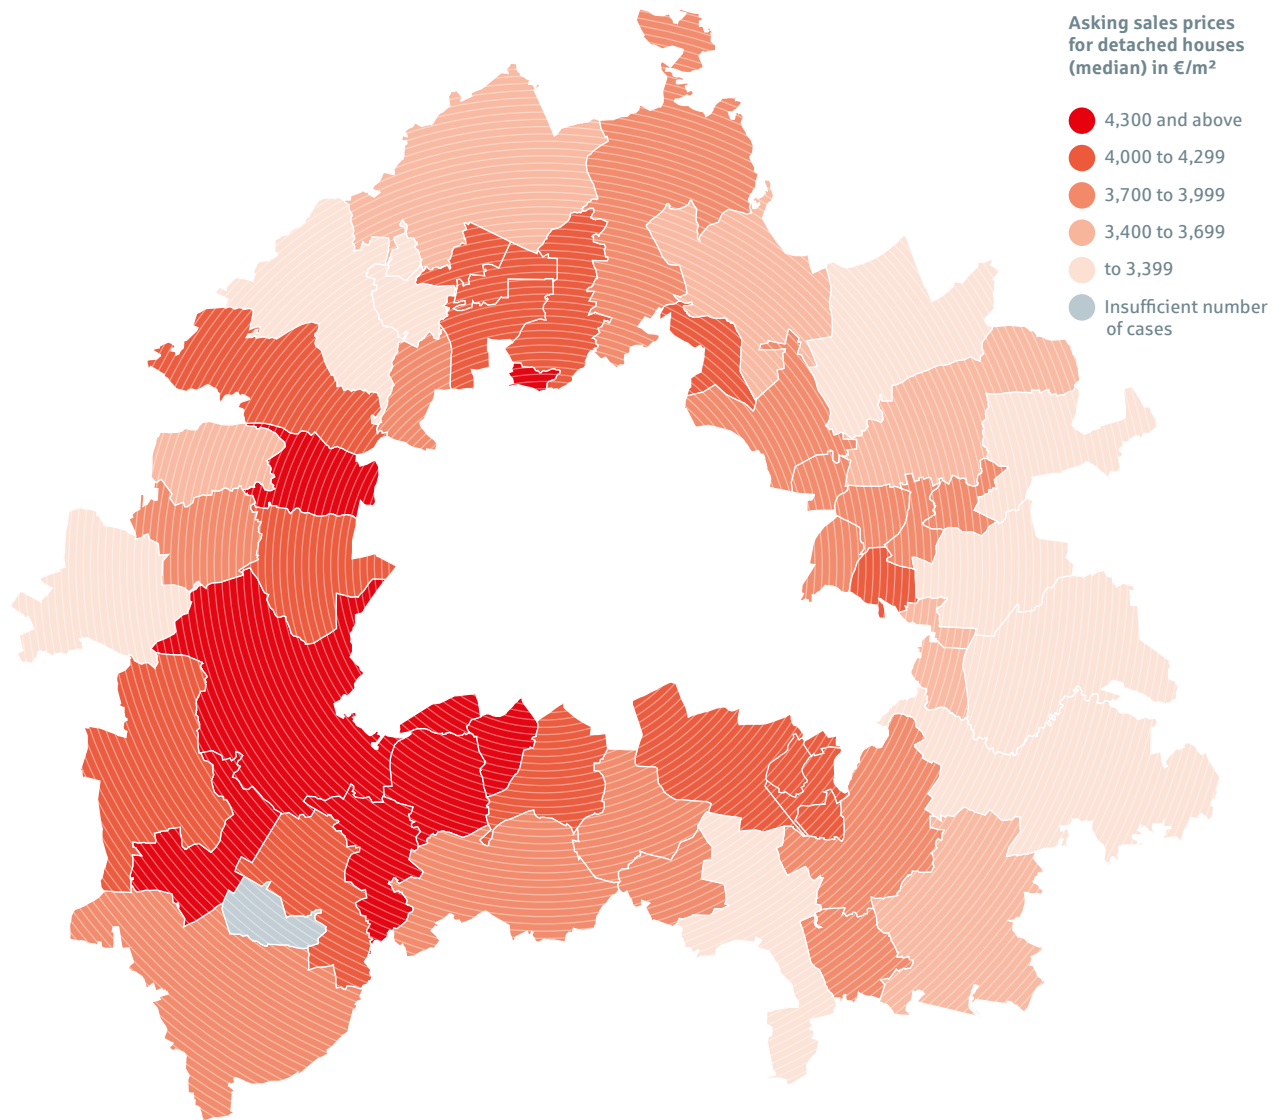 Asking sales prices
for detached houses
(median) in €/m²
4,300 and above
4,000 to 4,299
3,700 to 3,999
3,400 to 3,699
to 3,399
Insufficient number
of cases